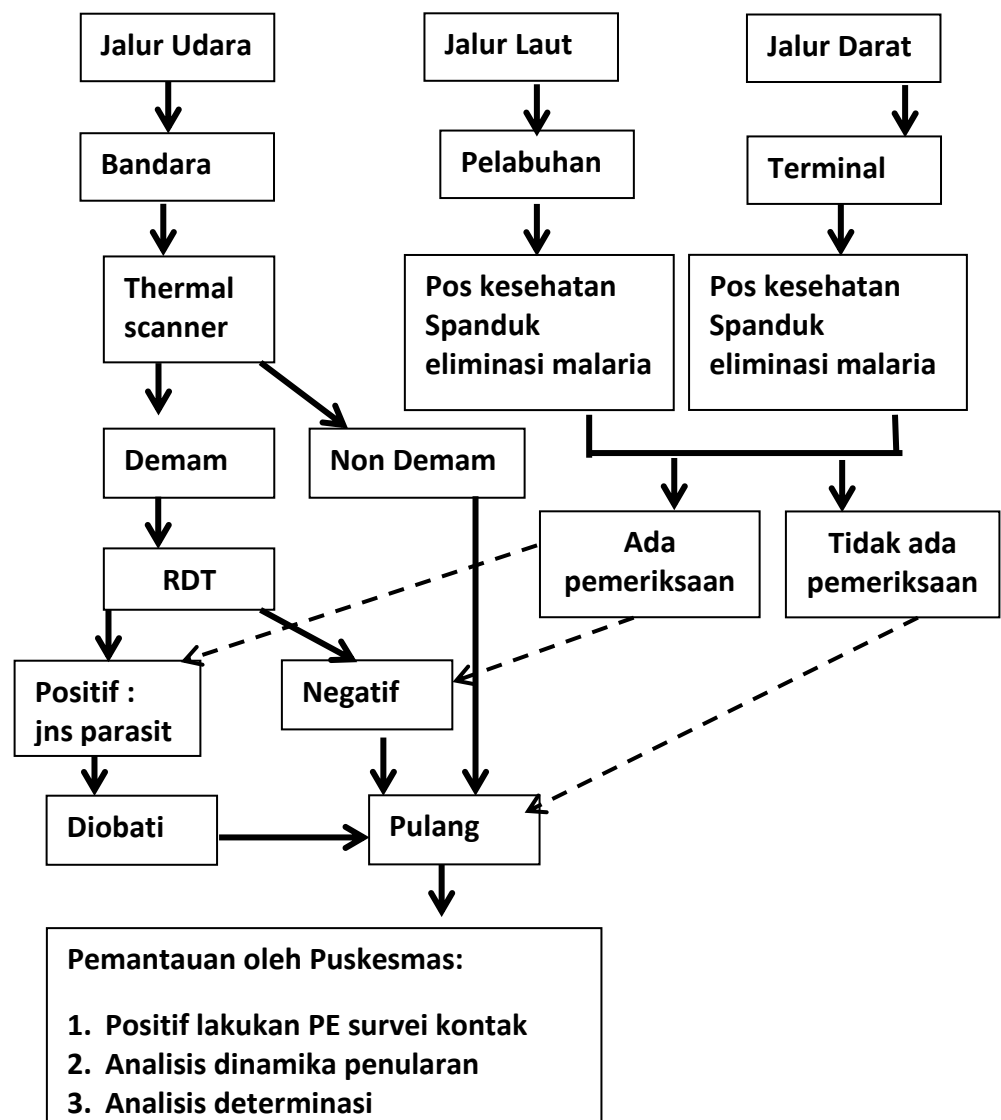 Jalur Udara
Jalur Laut
Jalur Darat
Bandara
Pelabuhan
Terminal
Thermal
scanner
Pos kesehatan
Spanduk
eliminasi malaria
Pos kesehatan
Spanduk
eliminasi malaria
Demam
Non Demam
RDT
Ada
pemeriksaan
Tidak ada
pemeriksaan
Positif :
jns parasit
Negatif
Diobati
Pulang
Pemantauan oleh Puskesmas:
1. Positif lakukan PE survei kontak
2. Analisis dinamika penularan
3. Analisis determinasi